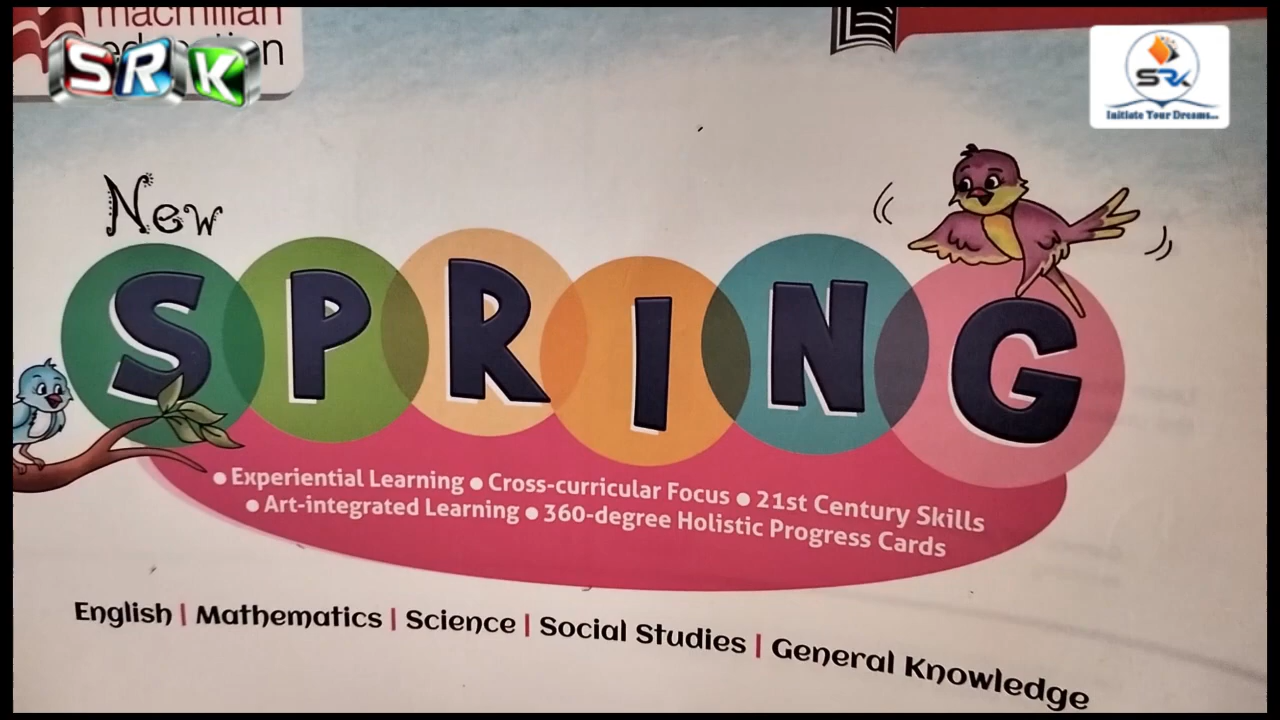 macmillan
education
SRK
SRK
Initiate Your Dreams...
New
SPRING
● Experiential Learning ● Cross-curricular Focus ● 21st Century Skills
● Art-integrated Learning ● 360-degree Holistic Progress Cards
English | Mathematics | Science | Social Studies | General Knowledge